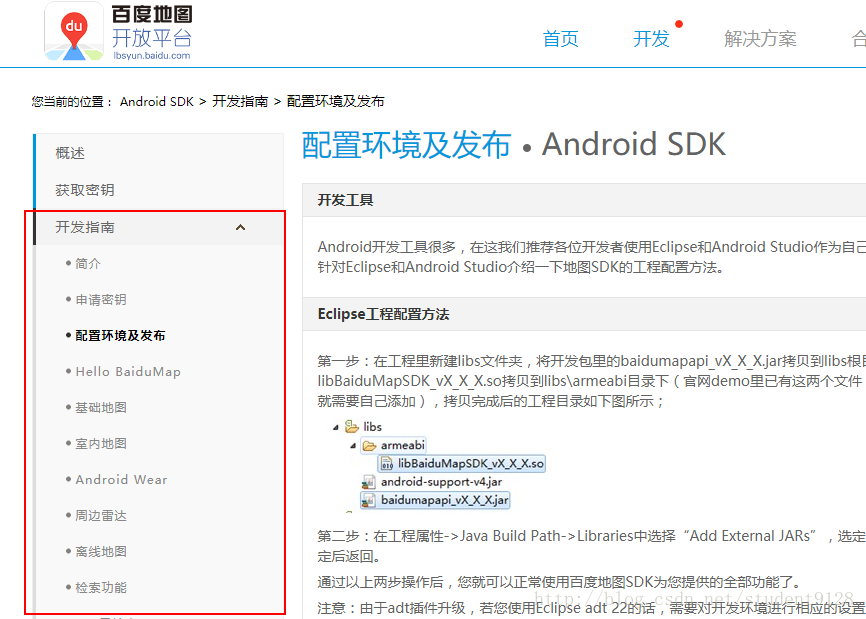 du
百度地图
开放平台
lbsyun.baidu.com
首页
开发
解决方案
合
您当前的位置： Android SDK > 开发指南 > 配置环境及发布
概述
获取密钥
开发指南
简介
申请密钥
配置环境及发布
Hello BaiduMap
基础地图
室内地图
Android Wear
周边雷达
离线地图
检索功能
配置环境及发布 • Android SDK
开发工具
Android开发工具很多，在这我们推荐各位开发者使用Eclipse和Android Studio作为自己
针对Eclipse和Android Studio介绍一下地图SDK的工程配置方法。
Eclipse工程配置方法
第一步：在工程里新建libs文件夹，将开发包里的baidumapapi_vX_X_X.jar拷贝到libs根目
libBaiduMapSDK_vX_X_X.so拷贝到libs\armeabi目录下（官网demo里已有这两个文件
就需要自己添加），拷贝完成后的工程目录如下图所示；
libs
armeabi
libBaiduMapSDK_vX_X_X.so
android-support-v4.jar
baidumapapi_vX_X_X.jar
第二步：在工程属性->Java Build Path->Libraries中选择“Add External JARs”，选定
定后返回。
通过以上两步操作后，您就可以正常使用百度地图SDK为您提供的全部功能了。
注意：由于adt插件升级，若您使用Eclipse adt 22的话，需要对开发环境进行相应的设置
http://blog.csdn.net/student9128